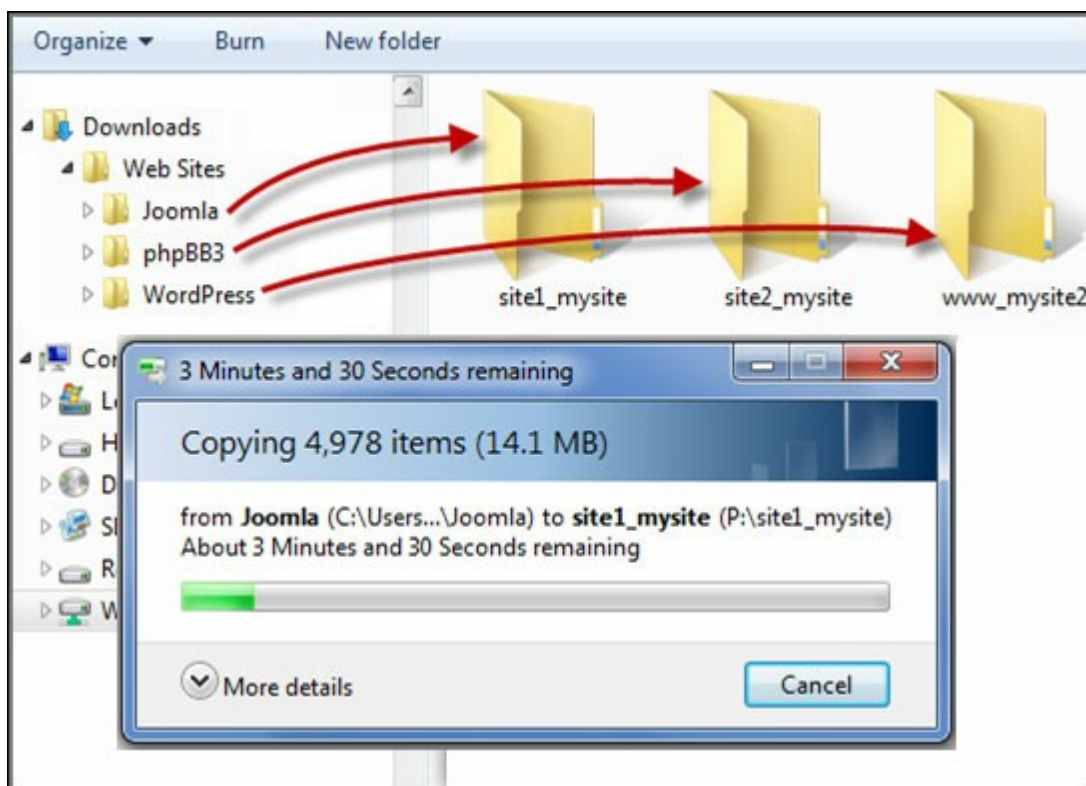 Organize Burn New folder
Downloads
Web Sites
Joomla
phpBB3
WordPress
site1_mysite site2_mysite www_mysite2
3 Minutes and 30 Seconds remaining
Copying 4,978 items (14.1 MB)
from Joomla (C:\Users...\Joomla) to site1_mysite (P:\site1_mysite)
About 3 Minutes and 30 Seconds remaining
More details Cancel